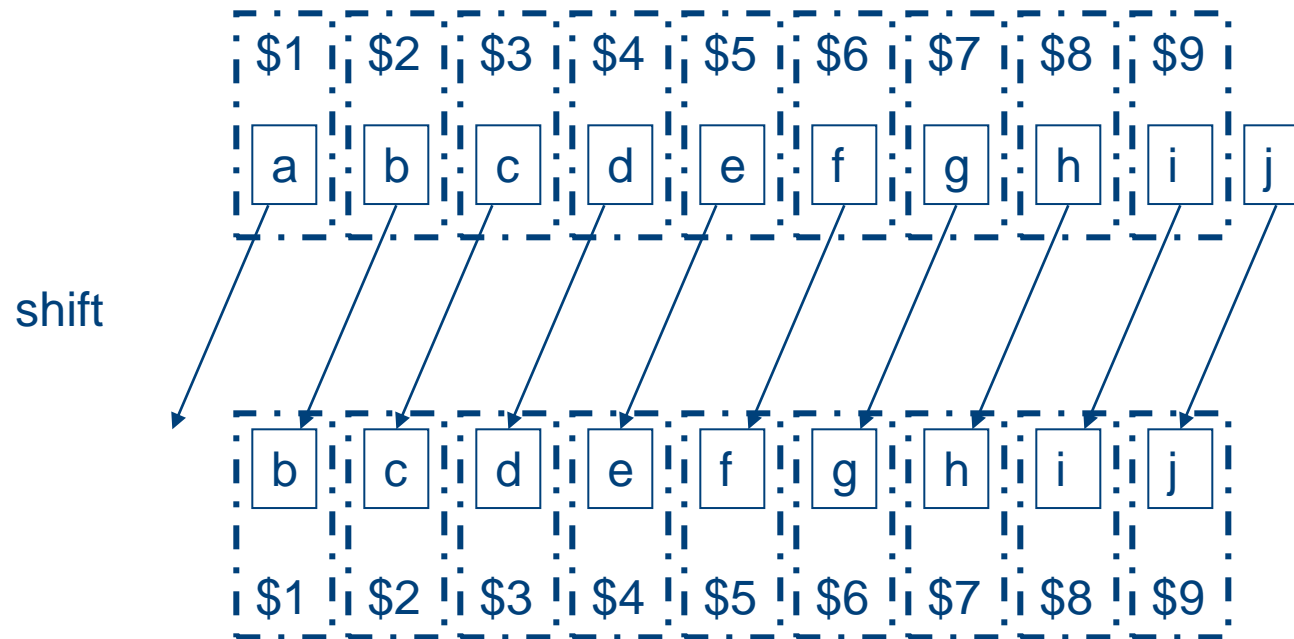 $1 $2 $3 $4 $5 $6 $7 $8 $9
a b c d e f g h i j
shift
b c d e f g h i j
$1 $2 $3 $4 $5 $6 $7 $8 $9